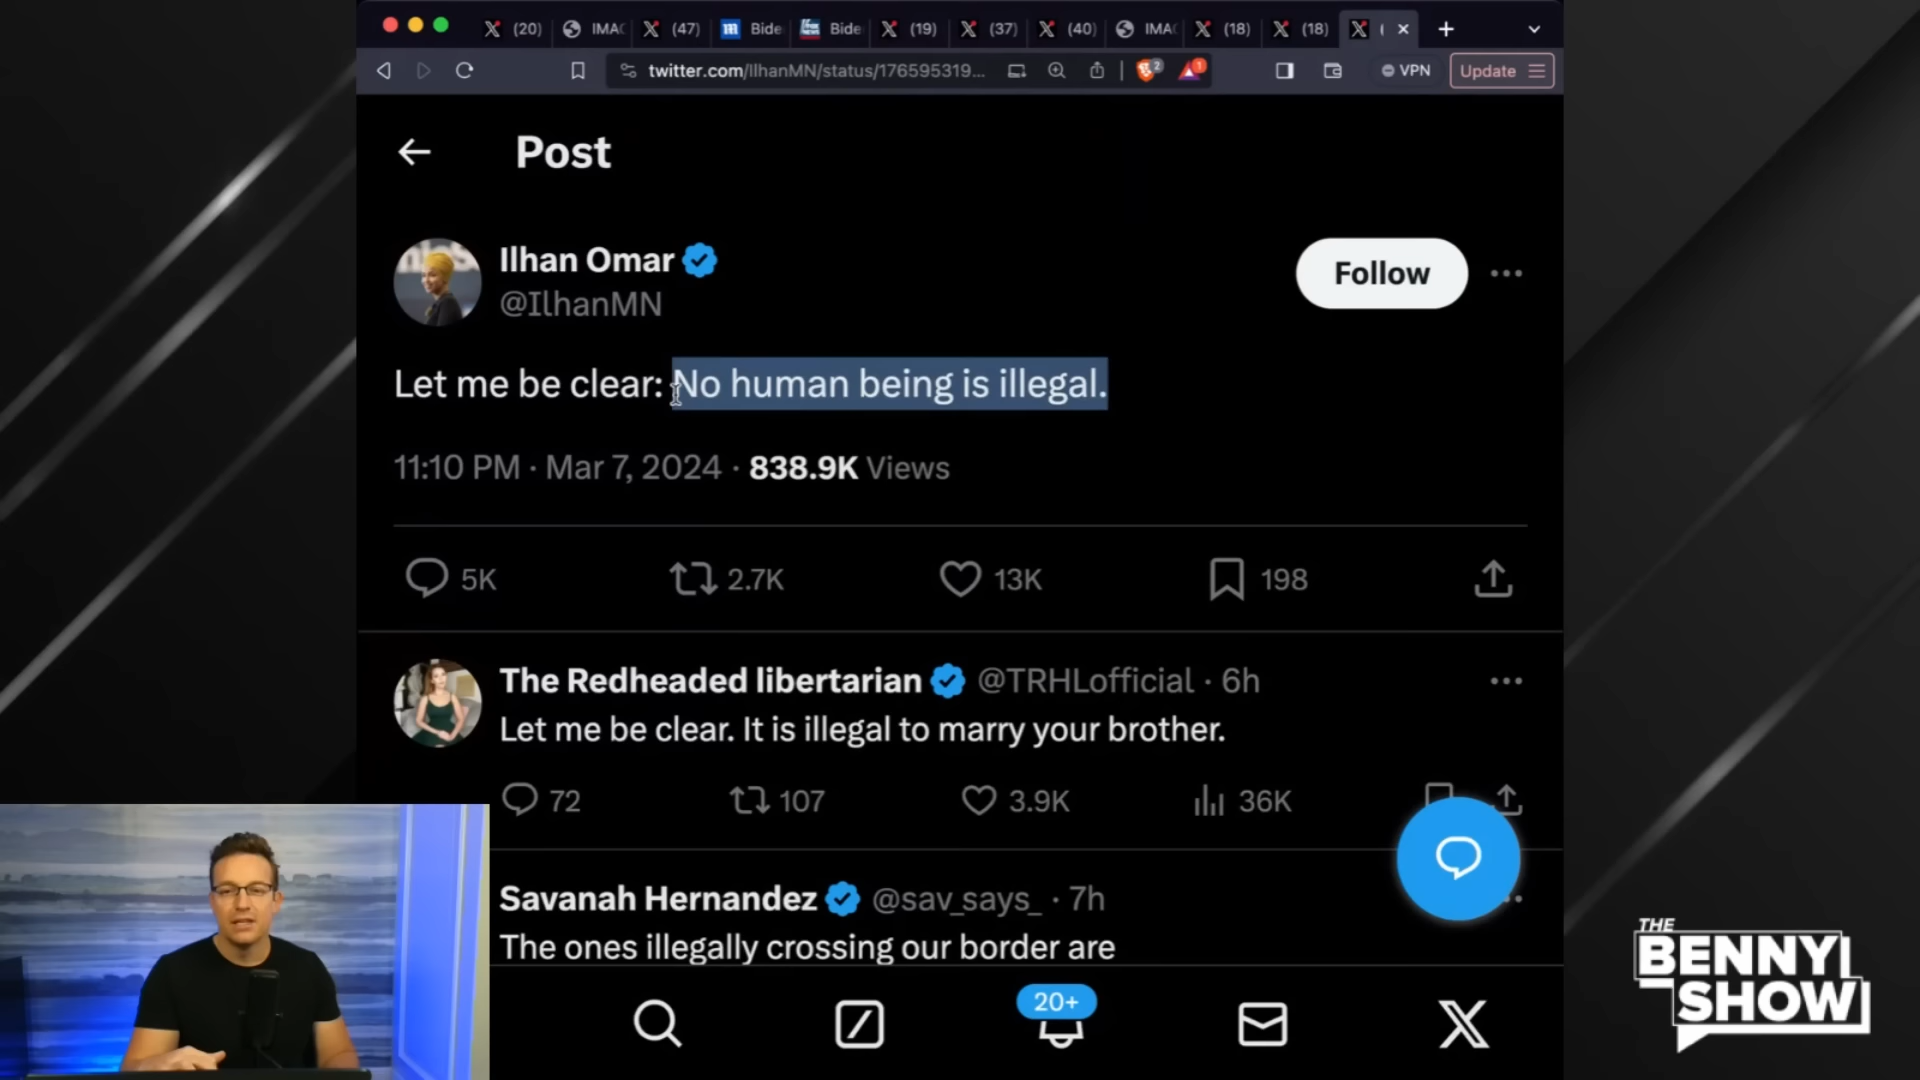 (20)
IMAG
(47)
Bide
Bide
(19)
(37)
(40)
IMA
(18)
(18)
twitter.com/IlhanMN/status/176595319...
2
1
VPN
Update
Post
Ilhan Omar
@IlhanMN
Follow
Let me be clear: No human being is illegal.
11:10 PM · Mar 7, 2024 · 838.9K Views
5K
2.7K
13K
198
The Redheaded libertarian @TRHLofficial · 6h
Let me be clear. It is illegal to marry your brother.
72
107
3.9K
36K
Savanah Hernandez @sav_says_ · 7h
The ones illegally crossing our border are
20+
THE
BENNY
SHOW